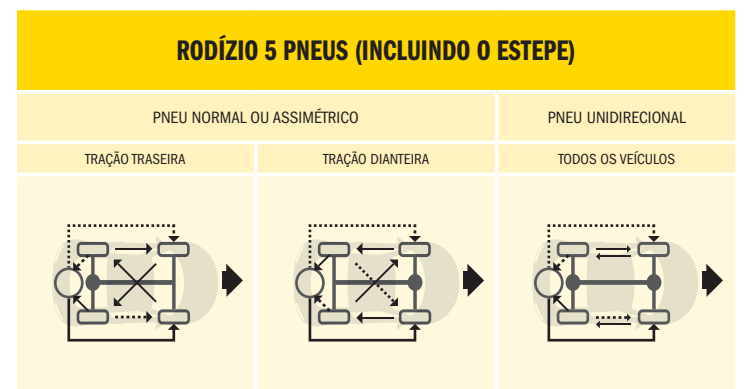 RODÍZIO 5 PNEUS (INCLUINDO O ESTEPE)
PNEU NORMAL OU ASSIMÉTRICO
PNEU UNIDIRECIONAL
TRAÇÃO TRASEIRA
TRAÇÃO DIANTEIRA
TODOS OS VEÍCULOS